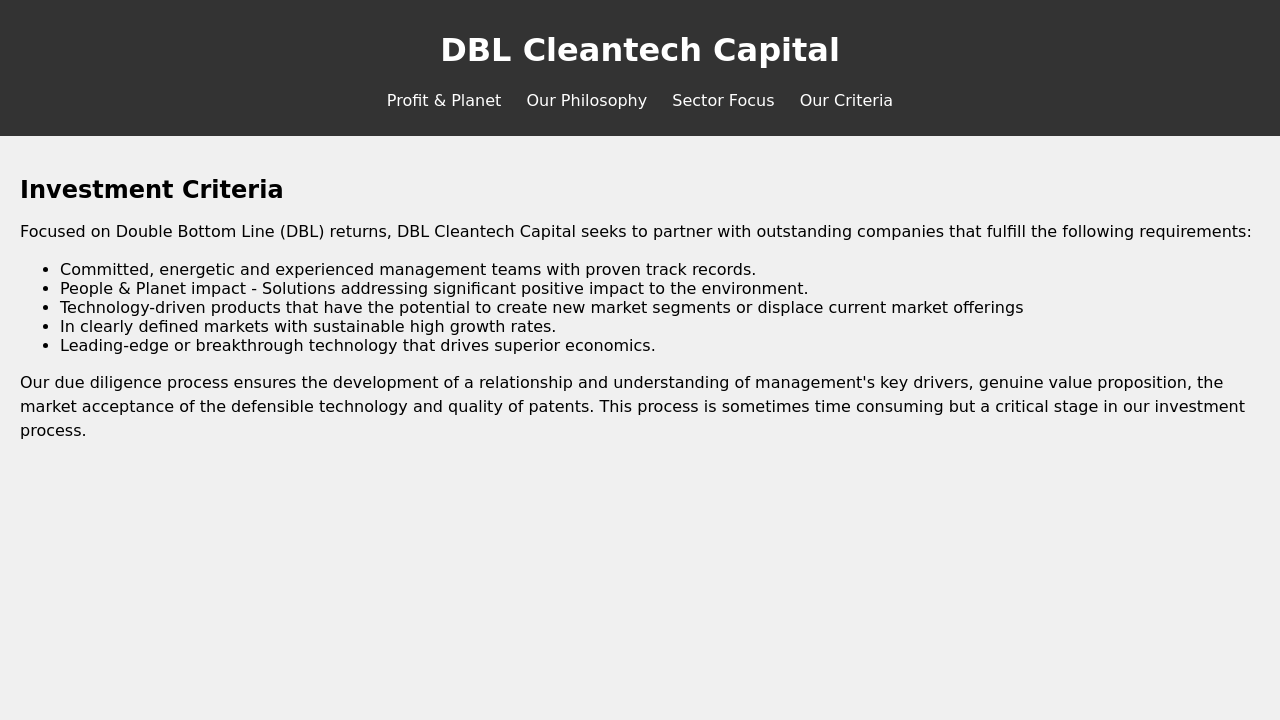 DBL Cleantech Capital
Profit & Planet Our Philosophy Sector Focus Our Criteria
Investment Criteria
Focused on Double Bottom Line (DBL) returns, DBL Cleantech Capital seeks to partner with outstanding companies that fulfill the following requirements:
• Committed, energetic and experienced management teams with proven track records.
• People & Planet impact - Solutions addressing significant positive impact to the environment.
• Technology-driven products that have the potential to create new market segments or displace current market offerings
• In clearly defined markets with sustainable high growth rates.
• Leading-edge or breakthrough technology that drives superior economics.
Our due diligence process ensures the development of a relationship and understanding of management's key drivers, genuine value proposition, the
market acceptance of the defensible technology and quality of patents. This process is sometimes time consuming but a critical stage in our investment
process.